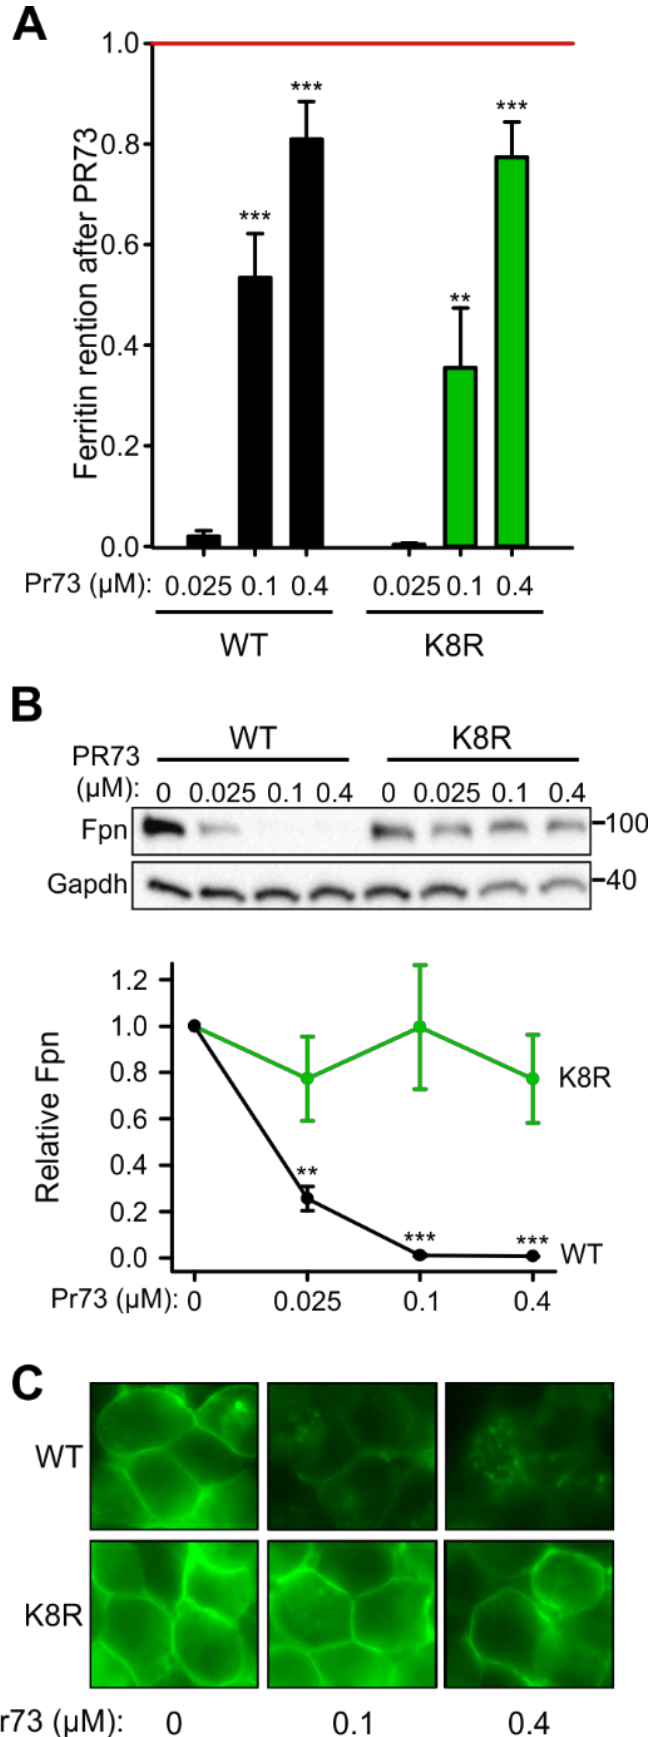 A
Ferritin rention after PR73
1.0
0.8
0.6
0.4
0.2
0.0
*** *** ** ***
Pr73 (µM): 0.025 0.1 0.4 0.025 0.1 0.4
WT K8R
B
WT K8R
PR73
(µM): 0 0.025 0.1 0.4 0 0.025 0.1 0.4
Fpn 100
Gapdh 40
Relative Fpn
1.2
1.0
0.8
0.6
0.4
0.2
0.0
K8R
** *** ***
WT
Pr73 (µM): 0 0.025 0.1 0.4
C
WT
K8R
r73 (µM): 0 0.1 0.4